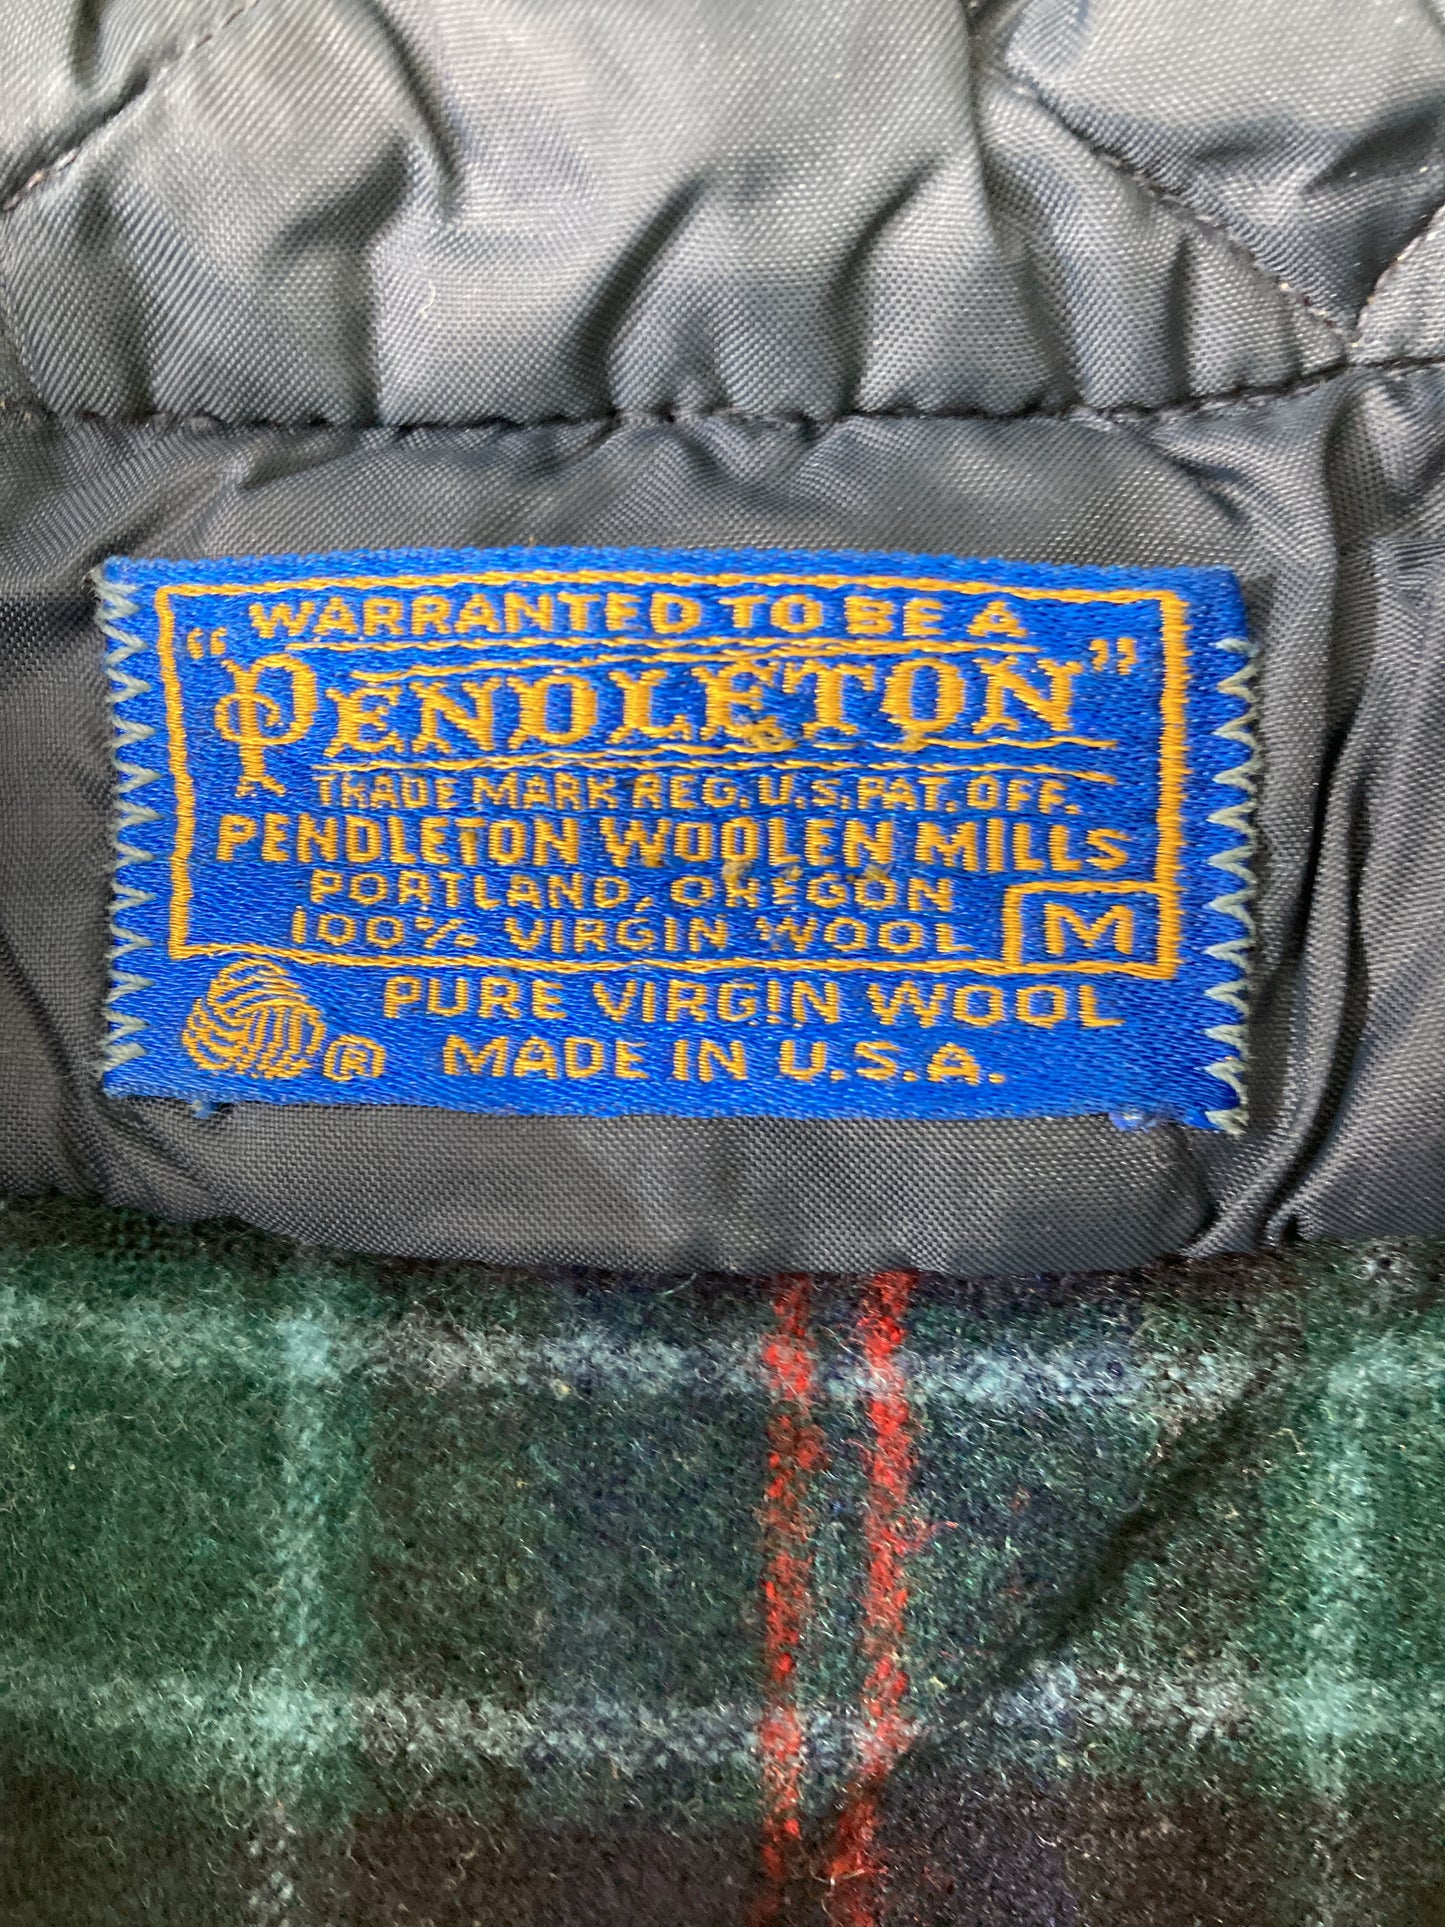 WARRANTED TO BE A
"PENDLETON"
TRADE MARK REG. U.S. PAT. OFF.
PENDLETON WOOLEN MILLS
PORTLAND, OREGON
100% VIRGIN WOOL M
PURE VIRGIN WOOL
® MADE IN U.S.A.